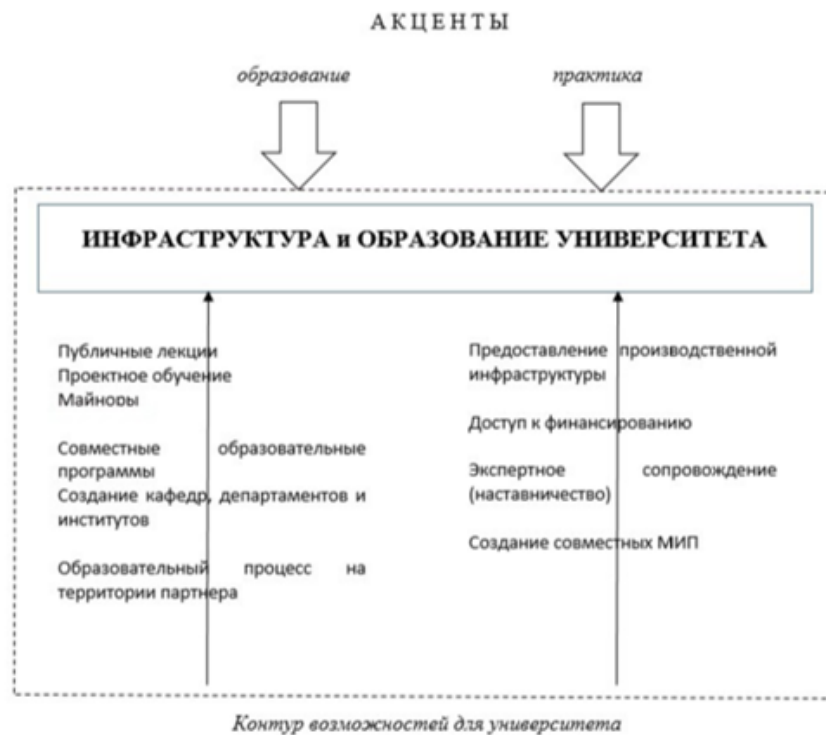 АКЦЕНТЫ
образование
практика
ИНФРАСТРУКТУРА и ОБРАЗОВАНИЕ УНИВЕРСИТЕТА
Публичные лекции
Проектное обучение
Майноры
Совместные образовательные
программы
Создание кафедр, департаментов и
институтов
Образовательный процесс на
территории партнера
Предоставление производственной
инфраструктуры
Доступ к финансированию
Экспертное сопровождение
(наставничество)
Создание совместных МИП
Контур возможностей для университета